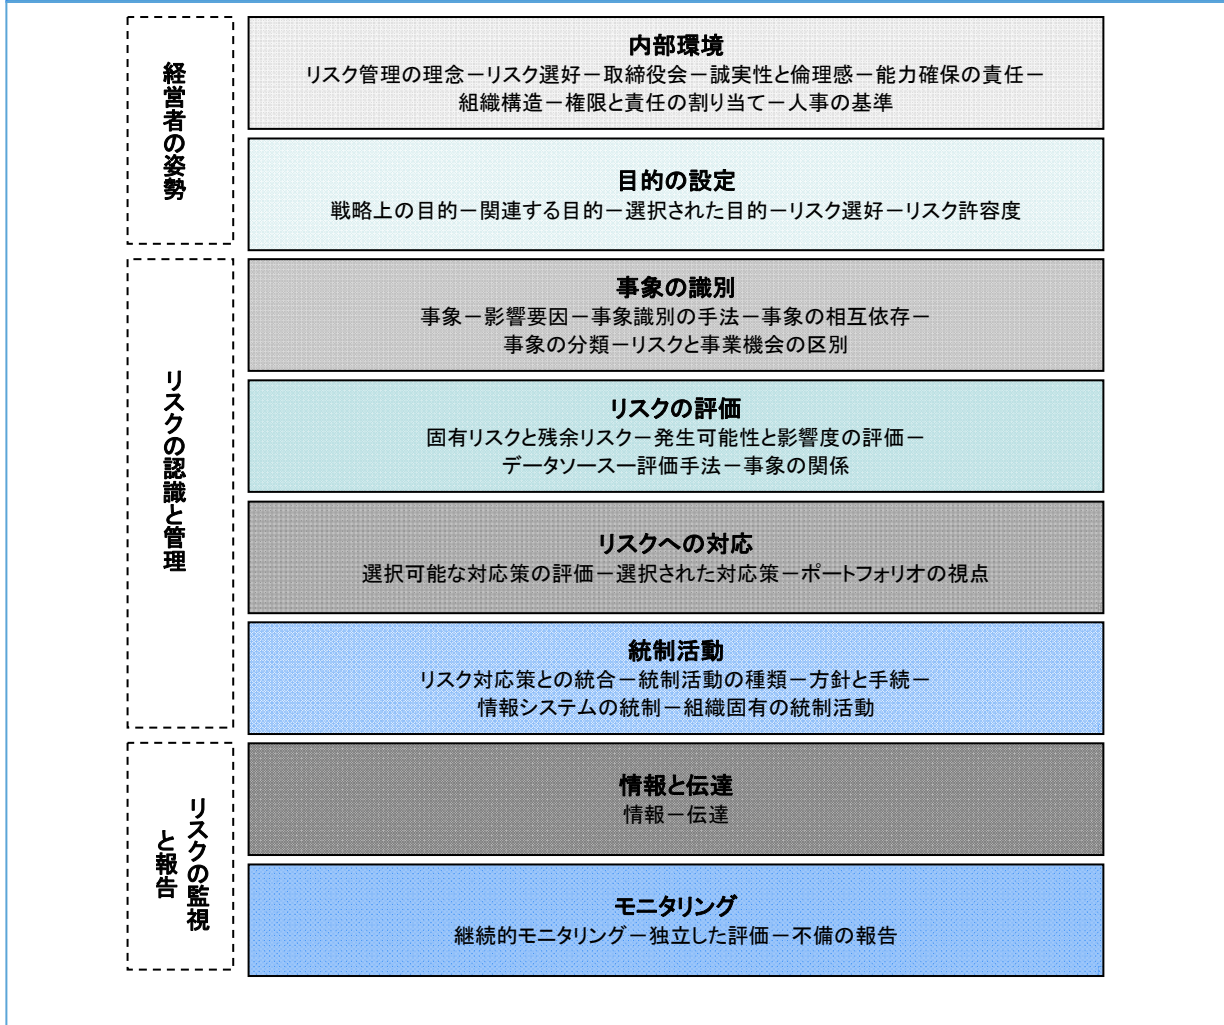 経営者の姿勢
内部環境
リスク管理の理念－リスク選好－取締役会－誠実性と倫理感－能力確保の責任－
組織構造－権限と責任の割り当て－人事の基準
目的の設定
戦略上の目的－関連する目的－選択された目的－リスク選好－リスク許容度
リスクの認識と管理
事象の識別
事象－影響要因－事象識別の手法－事象の相互依存－
事象の分類－リスクと事業機会の区別
リスクの評価
固有リスクと残余リスク－発生可能性と影響度の評価－
データソース－評価手法－事象の関係
リスクへの対応
選択可能な対応策の評価－選択された対応策－ポートフォリオの視点
統制活動
リスク対応策との統合－統制活動の種類－方針と手続－
情報システムの統制－組織固有の統制活動
リスクの監視
と報告
情報と伝達
情報－伝達
モニタリング
継続的モニタリング－独立した評価－不備の報告